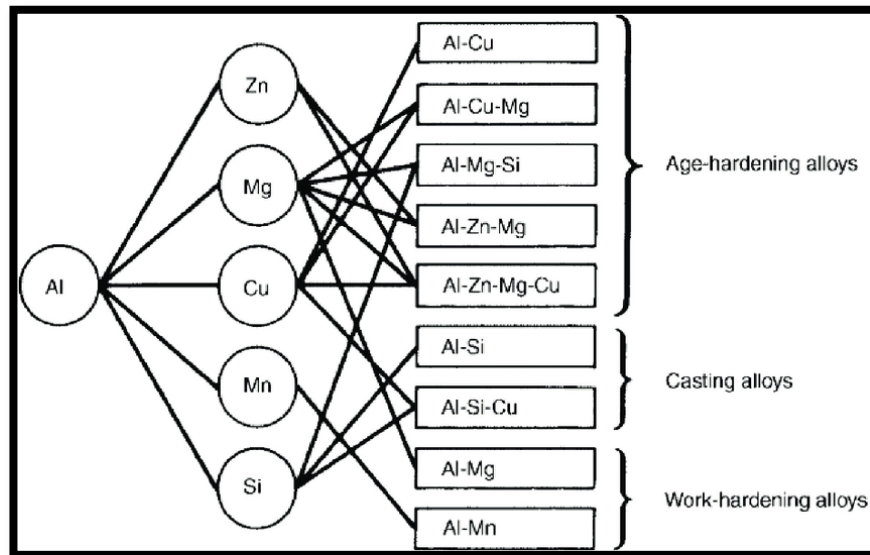 Al
Zn
Mg
Cu
Mn
Si
Al-Cu
Al-Cu-Mg
Al-Mg-Si
Al-Zn-Mg
Al-Zn-Mg-Cu
Al-Si
Al-Si-Cu
Al-Mg
Al-Mn
Age-hardening alloys
Casting alloys
Work-hardening alloys